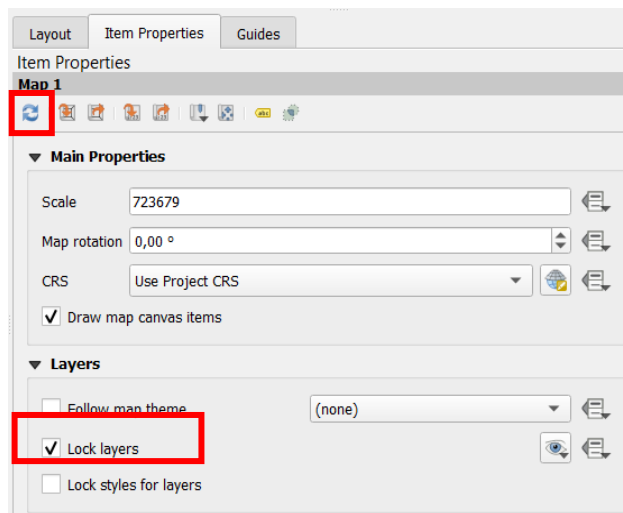 Layout Item Properties Guides
Item Properties
Map 1
abc
Main Properties
Scale 723679
Map rotation 0,00 °
CRS Use Project CRS
Draw map canvas items
Layers
Follow map theme (none)
Lock layers
Lock styles for layers